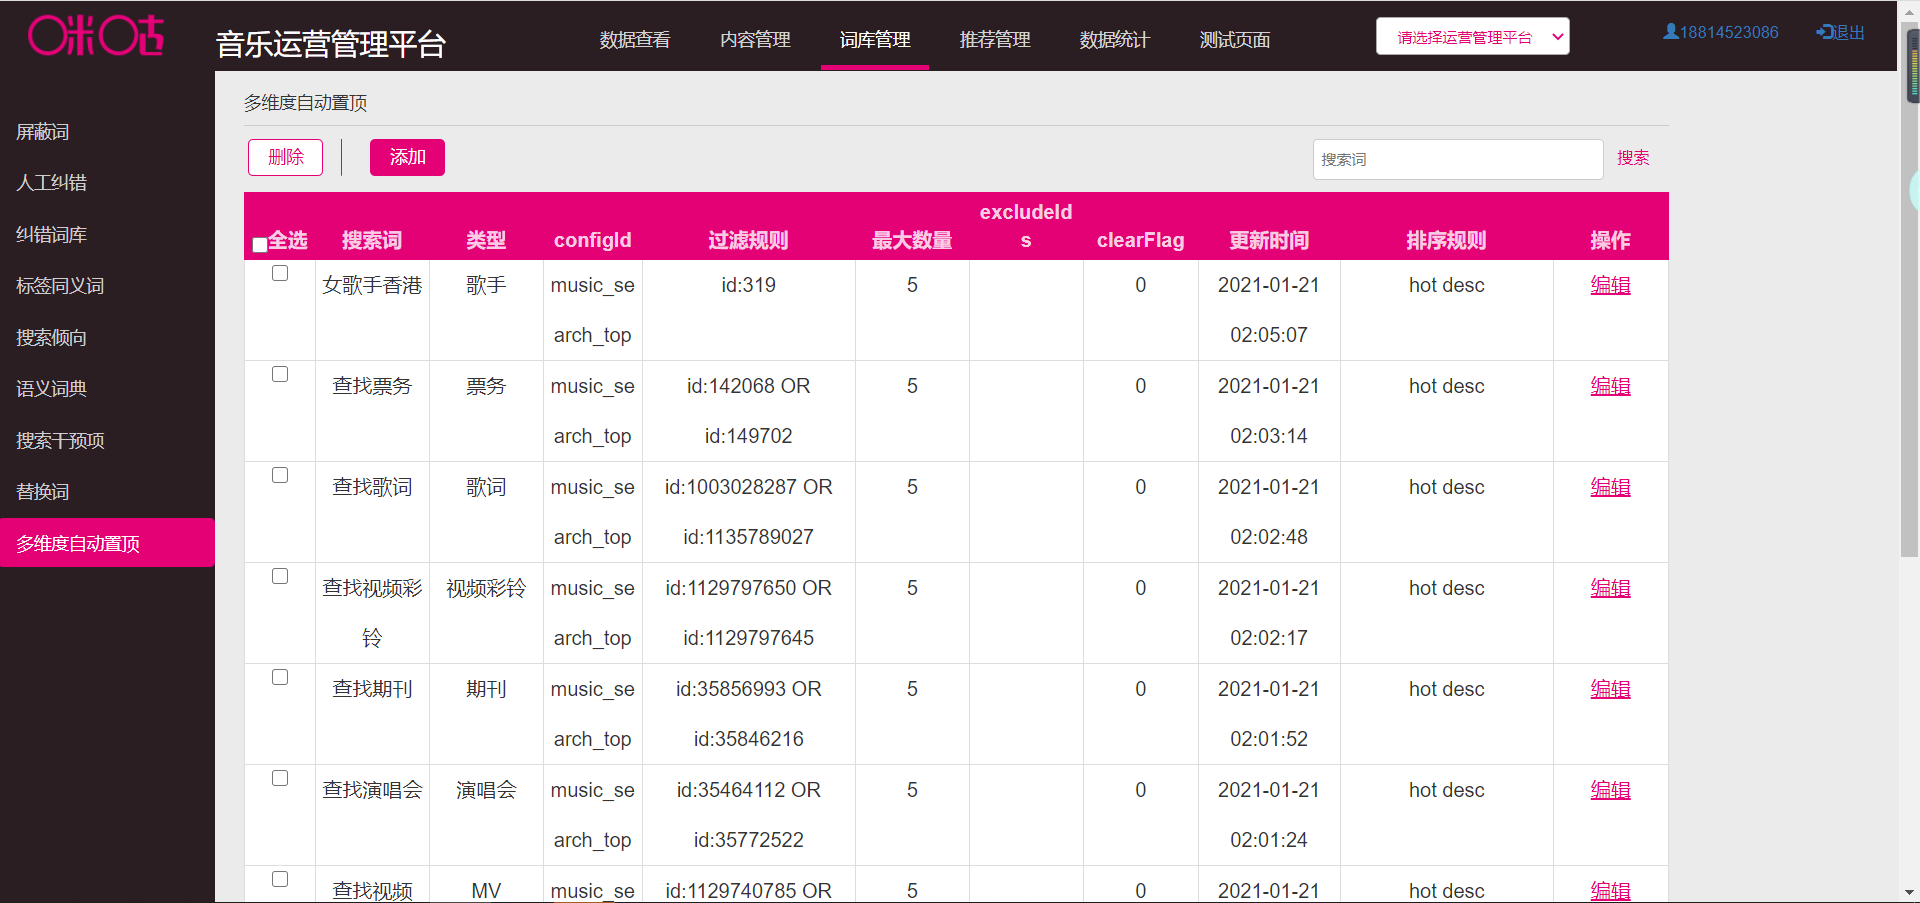 咪咕
音乐运营管理平台
数据查看
内容管理
词库管理
推荐管理
数据统计
测试页面
请选择运营管理平台
18814523086
退出
屏蔽词
人工纠错
纠错词库
标签同义词
搜索倾向
语义词典
搜索干预项
替换词
多维度自动置顶
多维度自动置顶
删除
添加
搜索词
搜索
全选 搜索词 类型 configId 过滤规则 最大数量 excludeId
s clearFlag 更新时间 排序规则 操作
女歌手香港 歌手 music_se id:319 5 0 2021-01-21 hot desc 编辑
arch_top 02:05:07
查找票务 票务 music_se id:142068 OR 5 0 2021-01-21 hot desc 编辑
arch_top id:149702 02:03:14
查找歌词 歌词 music_se id:1003028287 OR 5 0 2021-01-21 hot desc 编辑
arch_top id:1135789027 02:02:48
查找视频彩 视频彩铃 music_se id:1129797650 OR 5 0 2021-01-21 hot desc 编辑
铃 arch_top id:1129797645 02:02:17
查找期刊 期刊 music_se id:35856993 OR 5 0 2021-01-21 hot desc 编辑
arch_top id:35846216 02:01:52
查找演唱会 演唱会 music_se id:35464112 OR 5 0 2021-01-21 hot desc 编辑
arch_top id:35772522 02:01:24
查找视频 MV music_se id:1129740785 OR 5 0 2021-01-21 hot desc 编辑